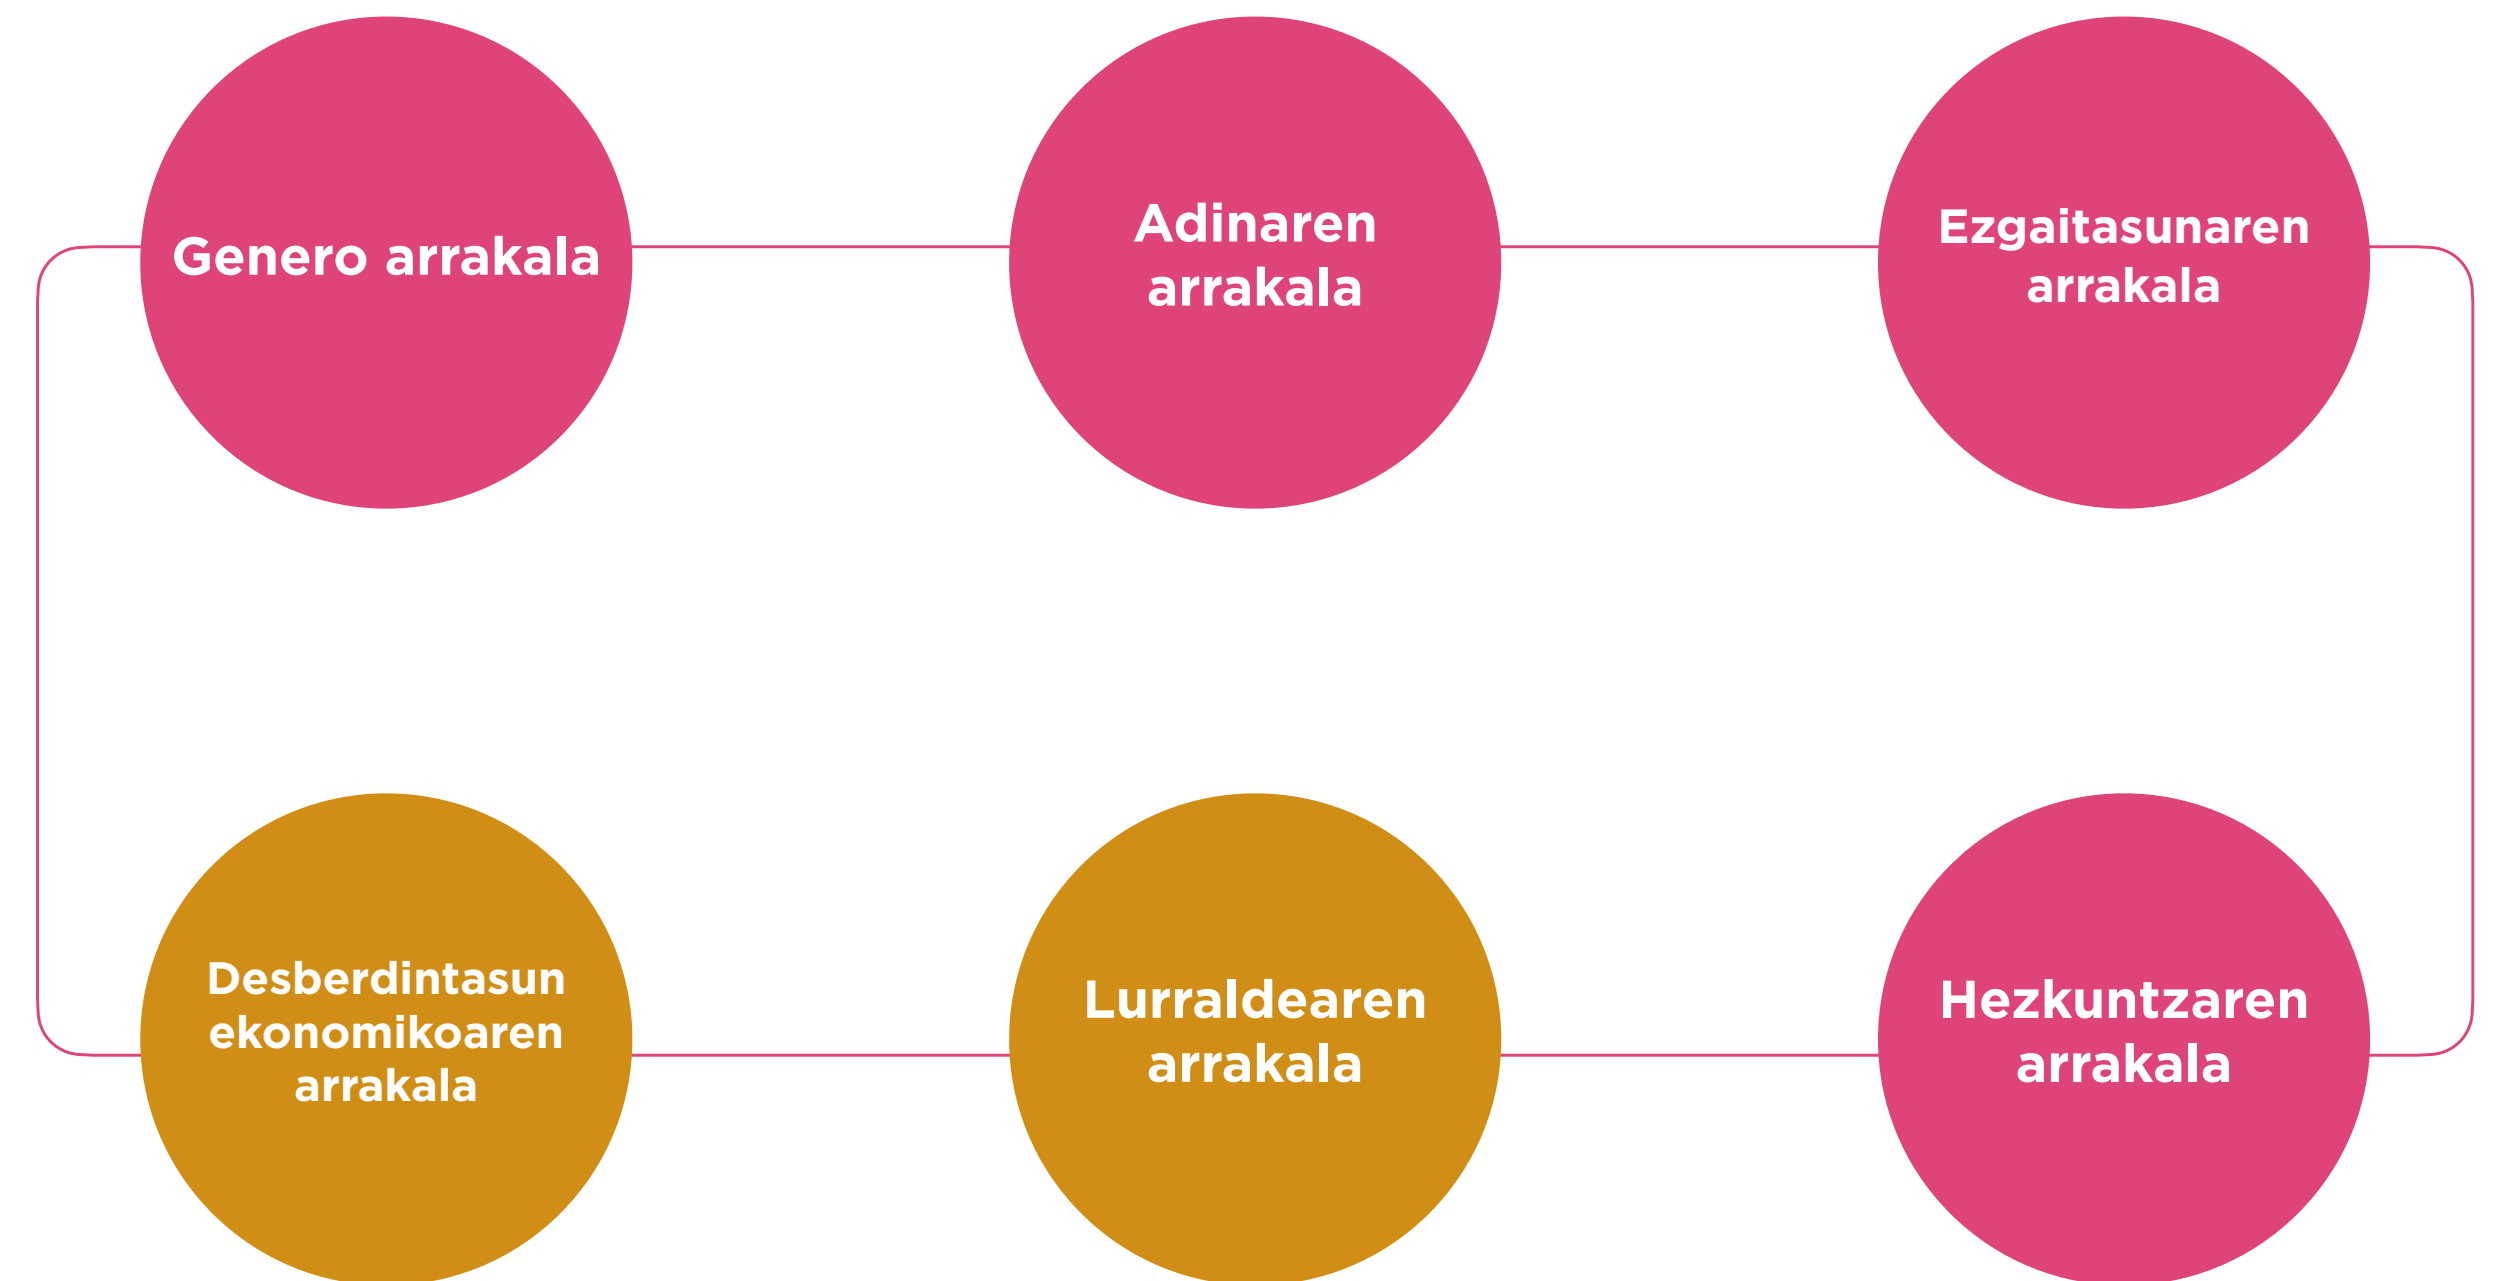 Genero arrakala
Adinaren
arrakala
Ezgaitasunaren
arrakala
Desberdintasun
ekonomikoaren
arrakala
Lurraldearen
arrakala
Hezkuntzaren
arrakala